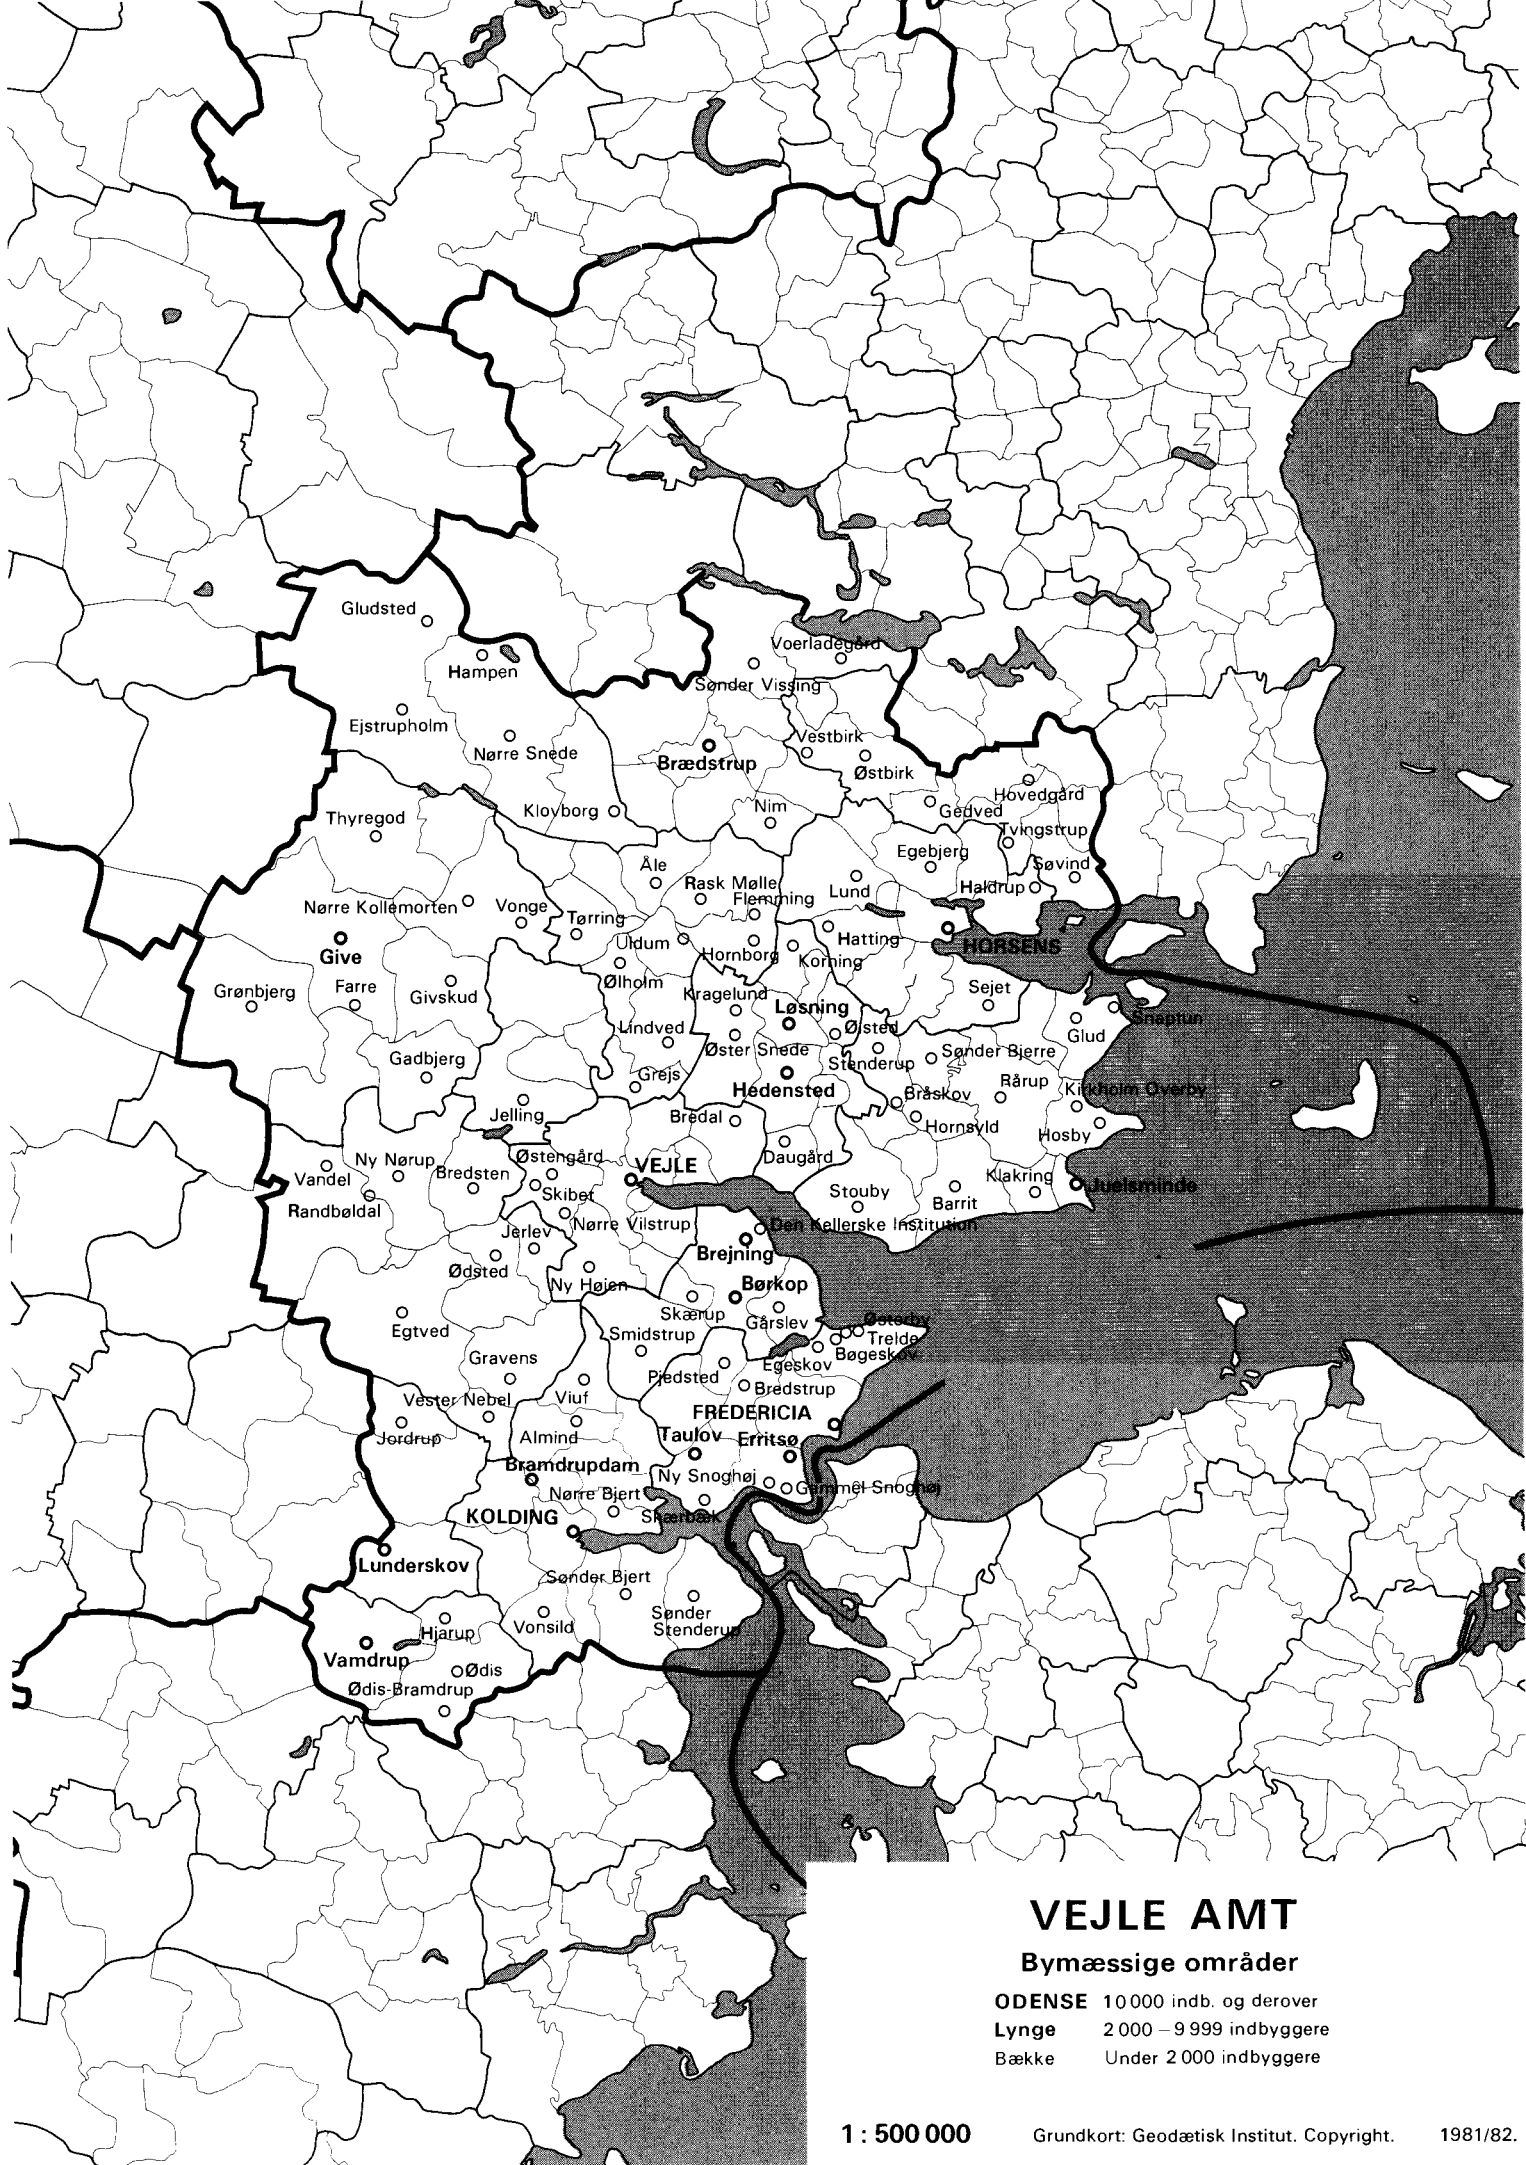 Gludsted
Voerladegård
Hampen
Sønder Vissing
Ejstrupholm
Vestbirk
Nørre Snede
Brædstrup
Østbirk
Hovedgård
Klovborg
Nim
Gedved
Thyregod
Tvingstrup
Egebjerg
Åle
Søvind
Rask Mølle
Lund
Haldrup
Flemming
Nørre Kollemorten
Vonge
Tørring
Uldum
Hatting
HORSENS
Hornborg
Give
Korning
Ølholm
Grønbjerg
Farre
Givskud
Kragelund
Sejet
Løsning
Snaptun
Lindved
Ølsted
Glud
Øster Snede
Sønder Bjerre
Gadbjerg
Stenderup
Grejs
Rårup
Hedensted
Kirkholm Overby
Bråskov
Jelling
Bredal
Hornsyld
Hosby
Østengård
Daugård
Ny Nørup
VEJLE
Bredsten
Vandel
Klakring
Juelsminde
Skibet
Stouby
Barrit
Randbøldal
Nørre Vilstrup
Den Kellerske Institution
Jerlev
Brejning
Ødsted
Ny Højen
Børkop
Skærup
Gårslev
Østerby
Egtved
Smidstrup
Trelde
Bøgeskov
Gravens
Egeskov
Pjedsted
Bredstrup
Vester Nebel
Viuf
FREDERICIA
Jordrup
Almind
Taulov
Erritsø
Bramdrupdam
Ny Snoghøj
Gammel Snoghøj
Nørre Bjert
KOLDING
Skærbæk
Lunderskov
Sønder Bjert
Sønder
Stenderup
Hjarup
Vonsild
Vamdrup
Ødis
Ødis-Bramdrup
VEJLE AMT
Bymæssige områder
ODENSE 10 000 indb. og derover
Lynge 2 000 – 9 999 indbyggere
Bække Under 2 000 indbyggere
1 : 500 000 Grundkort: Geodætisk Institut. Copyright. 1981/82.